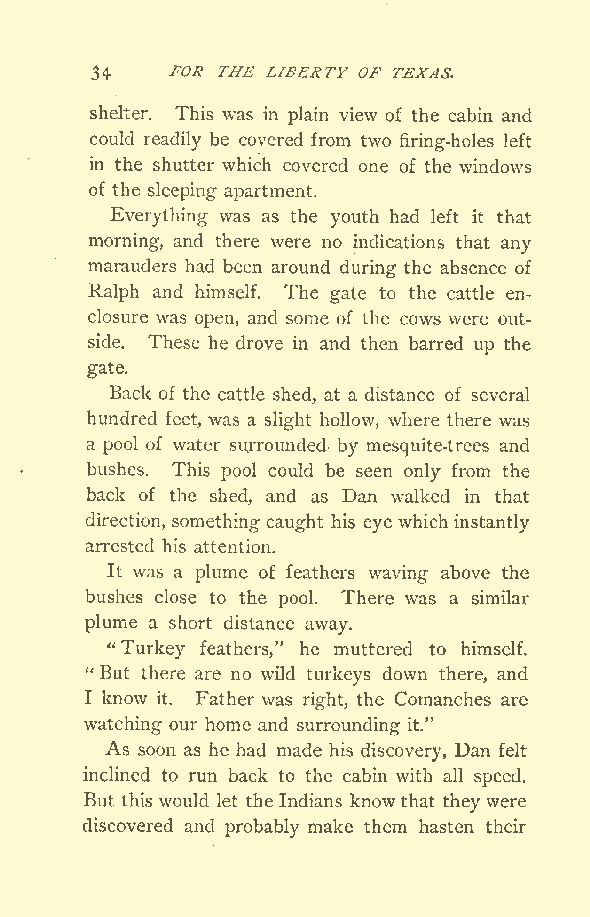 34 FOR THE LIBERTY OF TEXAS.
shelter. This was in plain view of the cabin and
could readily be covered from two firing-holes left
in the shutter which covered one of the windows
of the sleeping apartment.
Everything was as the youth had left it that
morning, and there were no indications that any
marauders had been around during the absence of
Ralph and himself. The gate to the cattle en-
closure was open, and some of the cows were out-
side. These he drove in and then barred up the
gate.
Back of the cattle shed, at a distance of several
hundred feet, was a slight hollow, where there was
a pool of water surrounded by mesquite-trees and
bushes. This pool could be seen only from the
back of the shed, and as Dan walked in that
direction, something caught his eye which instantly
arrested his attention.
It was a plume of feathers waving above the
bushes close to the pool. There was a similar
plume a short distance away.
"Turkey feathers," he muttered to himself.
"But there are no wild turkeys down there, and
I know it. Father was right, the Comanches are
watching our home and surrounding it."
As soon as he had made his discovery, Dan felt
inclined to run back to the cabin with all speed.
But this would let the Indians know that they were
discovered and probably make them hasten their